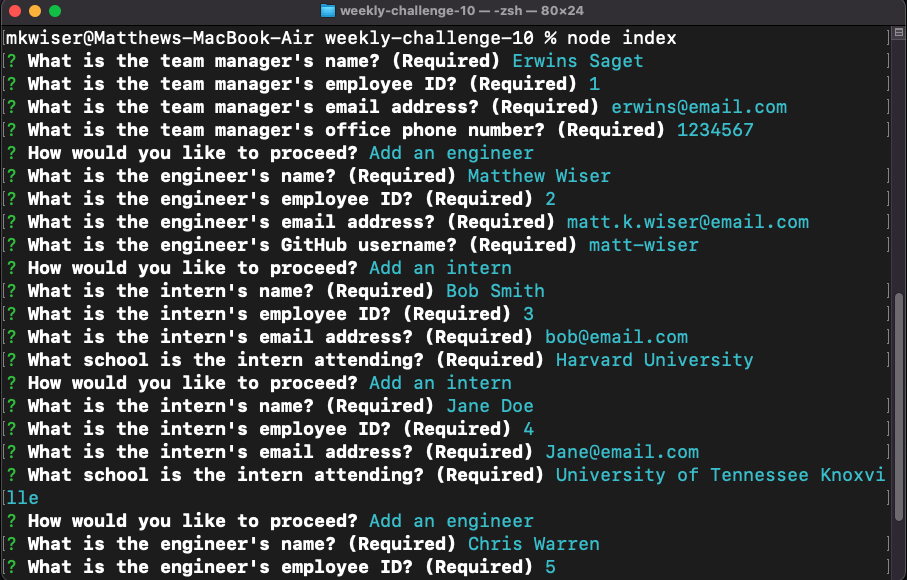 weekly-challenge-10 — -zsh — 80×24
[mkwiser@Matthews-MacBook-Air weekly-challenge-10 % node index ]
[? What is the team manager's name? (Required) Erwins Saget ]
[? What is the team manager's employee ID? (Required) 1 ]
[? What is the team manager's email address? (Required) erwins@email.com ]
[? What is the team manager's office phone number? (Required) 1234567 ]
? How would you like to proceed? Add an engineer
[? What is the engineer's name? (Required) Matthew Wiser ]
[? What is the engineer's employee ID? (Required) 2 ]
[? What is the engineer's email address? (Required) matt.k.wiser@email.com ]
[? What is the engineer's GitHub username? (Required) matt-wiser ]
[? How would you like to proceed? Add an intern ]
[? What is the intern's name? (Required) Bob Smith ]
[? What is the intern's employee ID? (Required) 3 ]
[? What is the intern's email address? (Required) bob@email.com ]
[? What school is the intern attending? (Required) Harvard University ]
[? How would you like to proceed? Add an intern ]
[? What is the intern's name? (Required) Jane Doe ]
[? What is the intern's employee ID? (Required) 4 ]
[? What is the intern's email address? (Required) Jane@email.com ]
? What school is the intern attending? (Required) University of Tennessee Knoxvi
[lle ]
? How would you like to proceed? Add an engineer
[? What is the engineer's name? (Required) Chris Warren ]
[? What is the engineer's employee ID? (Required) 5 ]